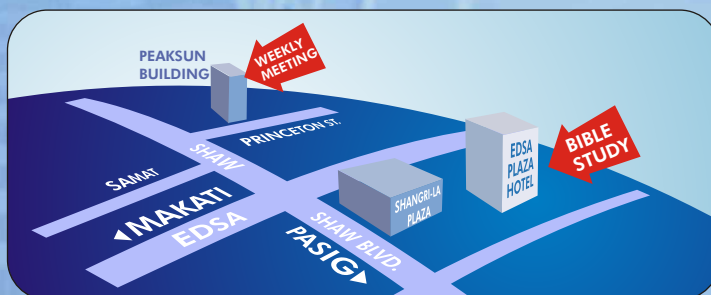 PEAKSUN
BUILDING
WEEKLY
MEETING
PRINCETON ST.
SHAW
SAMAT
MAKATI
EDSA
SHAW BLVD.
PASIG
SHANGRI-LA
PLAZA
EDSA
PLAZA
HOTEL
BIBLE
STUDY